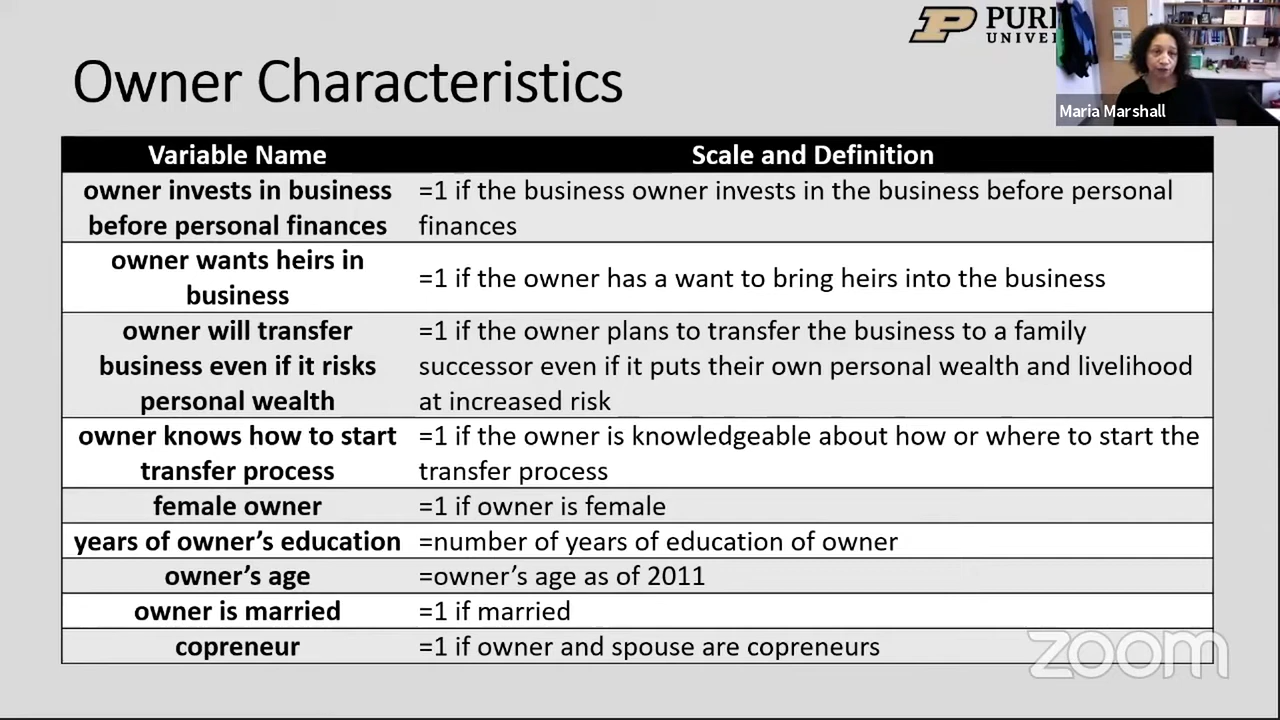 PUR
UNIVER
Maria Marshall
Owner Characteristics
Variable Name Scale and Definition
owner invests in business before personal finances =1 if the business owner invests in the business before personal finances
owner wants heirs in business =1 if the owner has a want to bring heirs into the business
owner will transfer business even if it risks personal wealth =1 if the owner plans to transfer the business to a family successor even if it puts their own personal wealth and livelihood at increased risk
owner knows how to start transfer process =1 if the owner is knowledgeable about how or where to start the transfer process
female owner =1 if owner is female
years of owner’s education =number of years of education of owner
owner’s age =owner’s age as of 2011
owner is married =1 if married
copreneur =1 if owner and spouse are copreneurs
zoom